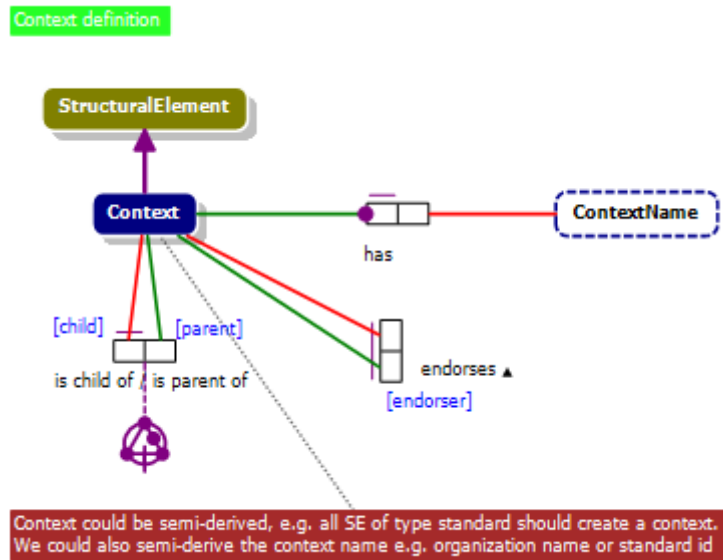 Context definition
StructuralElement
Context
ContextName
has
[child]
[parent]
is child of / is parent of
endorses ▲
[endorser]
Context could be semi-derived, e.g. all SE of type standard should create a context.
We could also semi-derive the context name e.g. organization name or standard id